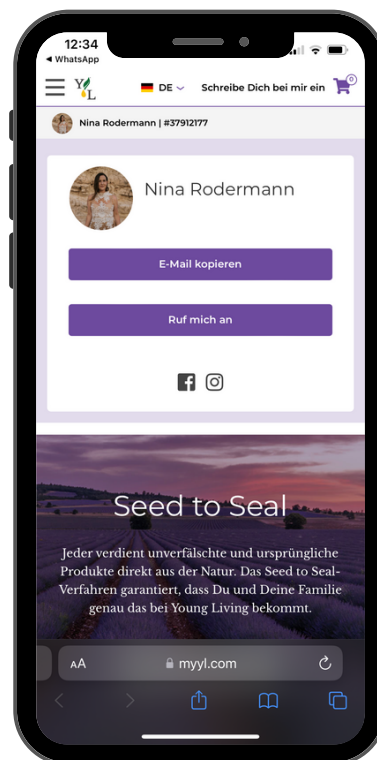 12:34
◀ WhatsApp
YL
DE
Schreibe Dich bei mir ein
0
Nina Rodermann | #37912177
Nina Rodermann
E-Mail kopieren
Ruf mich an
Seed to Seal
Jeder verdient unverfälschte und ursprüngliche
Produkte direkt aus der Natur. Das Seed to Seal-
Verfahren garantiert, dass Du und Deine Familie
genau das bei Young Living bekommt.
AA
myyl.com